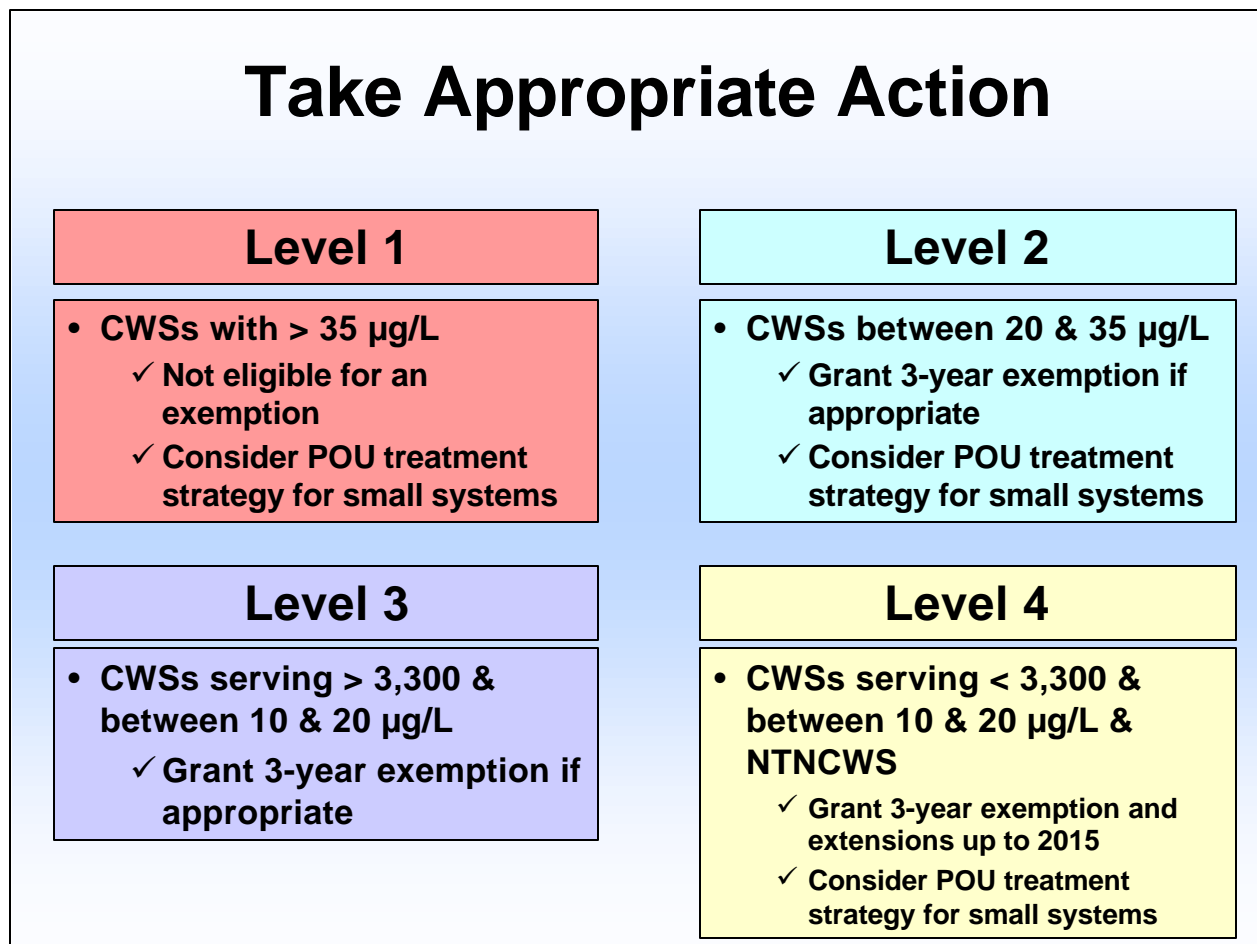 Take Appropriate Action
Level 1
• CWSs with > 35 µg/L
✓ Not eligible for an
exemption
✓ Consider POU treatment
strategy for small systems
Level 2
• CWSs between 20 & 35 µg/L
✓ Grant 3-year exemption if
appropriate
✓ Consider POU treatment
strategy for small systems
Level 3
• CWSs serving > 3,300 &
between 10 & 20 µg/L
✓ Grant 3-year exemption if
appropriate
Level 4
• CWSs serving < 3,300 &
between 10 & 20 µg/L &
NTNCWS
✓ Grant 3-year exemption and
extensions up to 2015
✓ Consider POU treatment
strategy for small systems